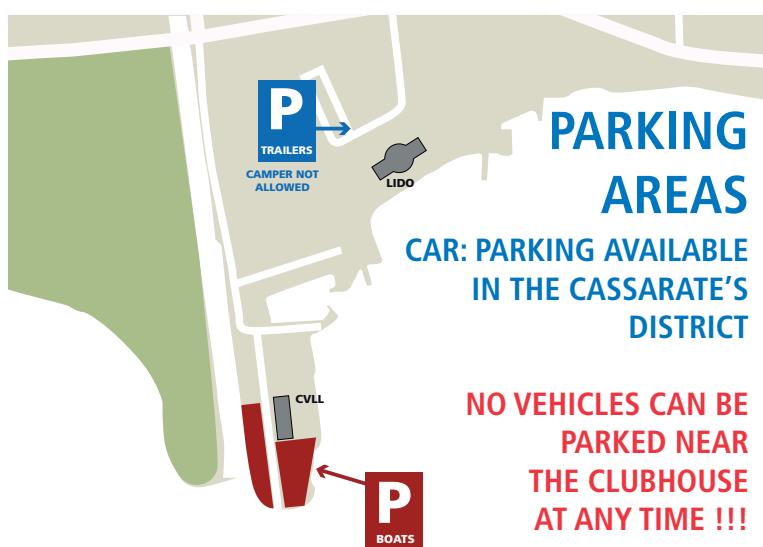 P
TRAILERS
CAMPER NOT
ALLOWED
LIDO
PARKING
AREAS
CAR: PARKING AVAILABLE
IN THE CASSARATE'S
DISTRICT
CVLL
NO VEHICLES CAN BE
PARKED NEAR
THE CLUBHOUSE
AT ANY TIME !!!
P
BOATS